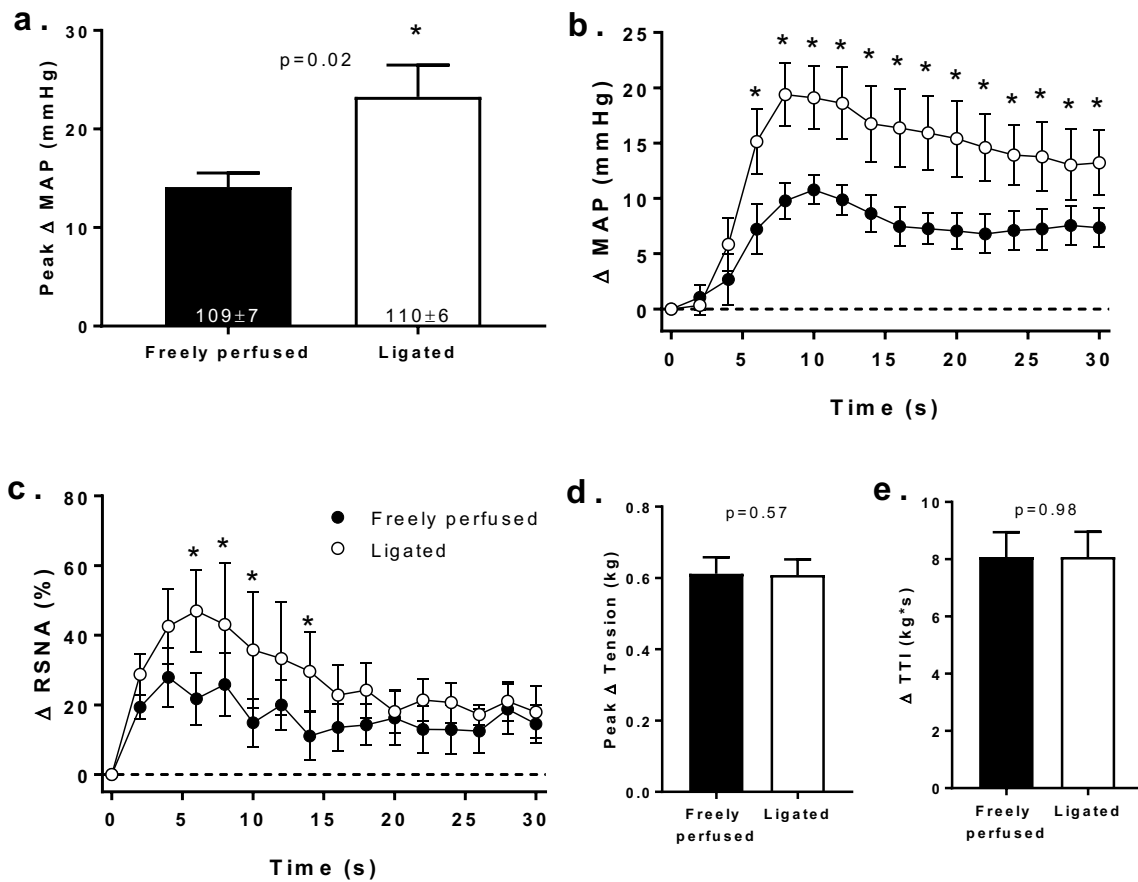 a.
Peak Δ MAP (mmHg)
30
20
10
0
p=0.02
*
109±7
110±6
Freely perfused
Ligated
b.
Δ MAP (mmHg)
25
20
15
10
5
0
* * * * * * * * * * * * *
0 5 10 15 20 25 30
Time (s)
c.
Δ RSNA (%)
80
60
40
20
0
Freely perfused
Ligated
* * * *
0 5 10 15 20 25 30
Time (s)
d.
Peak Δ Tension (kg)
0.8
0.6
0.4
0.2
0.0
p=0.57
Freely
perfused
Ligated
e.
Δ TTI (kg*s)
10
8
6
4
2
0
p=0.98
Freely
perfused
Ligated